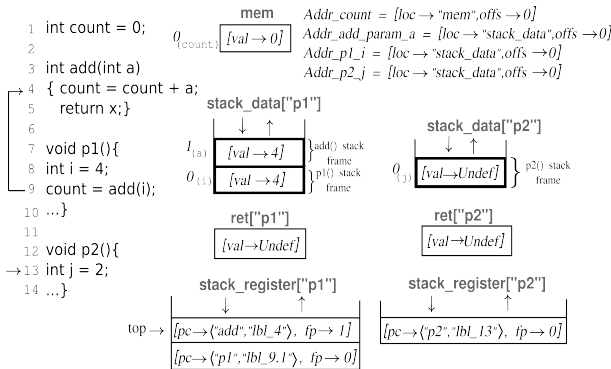 1 int count = 0;
2
3 int add(int a)
4 { count = count + a;
5 return x;}
6
7 void p1(){
8 int i = 4;
9 count = add(i);
10 ...}
11
12 void p2(){
→13 int j = 2;
14 ...}
mem
0(count) [val→0]
Addr_count = [loc→"mem",offs→0]
Addr_add_param_a = [loc→"stack_data",offs→0]
Addr_p1_i = [loc→"stack_data",offs→0]
Addr_p2_j = [loc→"stack_data",offs→0]
stack_data["p1"]
1(a) [val→4] }add() stack frame
0(i) [val→4] }p1() stack frame
stack_data["p2"]
0(j) [val→Undef] } p2() stack frame
ret["p1"]
[val→Undef]
ret["p2"]
[val→Undef]
stack_register["p1"]
top→ [pc→⟨"add","lbl_4"⟩, fp→1]
[pc→⟨"p1","lbl_9.1"⟩, fp→0]
stack_register["p2"]
[pc→⟨"p2","lbl_13"⟩, fp→0]